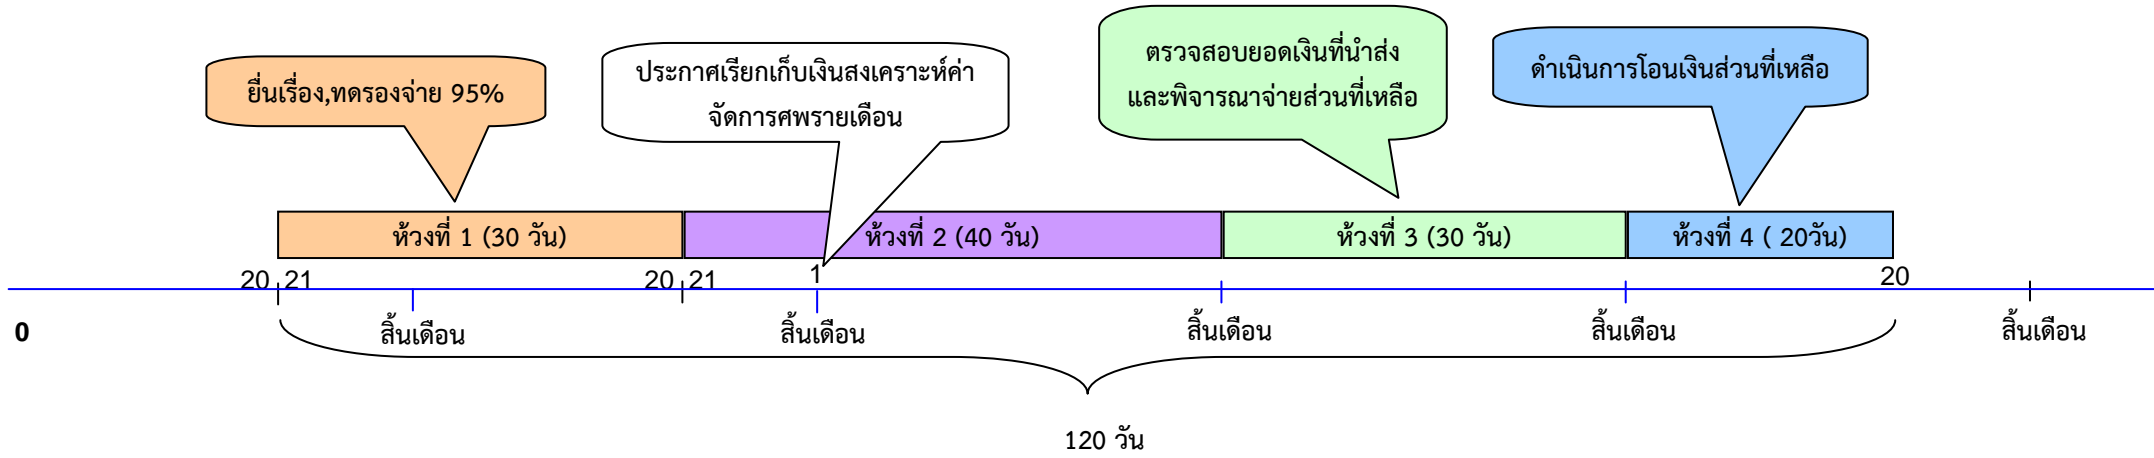 ยื่นเรื่อง,ทดรองจ่าย 95%
ประกาศเรียกเก็บเงินสงเคราะห์ค่า
จัดการศพรายเดือน
ตรวจสอบยอดเงินที่นำส่ง
และพิจารณาจ่ายส่วนที่เหลือ
ดำเนินการโอนเงินส่วนที่เหลือ
ห้วงที่ 1 (30 วัน)
ห้วงที่ 2 (40 วัน)
ห้วงที่ 3 (30 วัน)
ห้วงที่ 4 ( 20วัน)
20 21
20 21
1
20
0
สิ้นเดือน
สิ้นเดือน
สิ้นเดือน
สิ้นเดือน
สิ้นเดือน
120 วัน